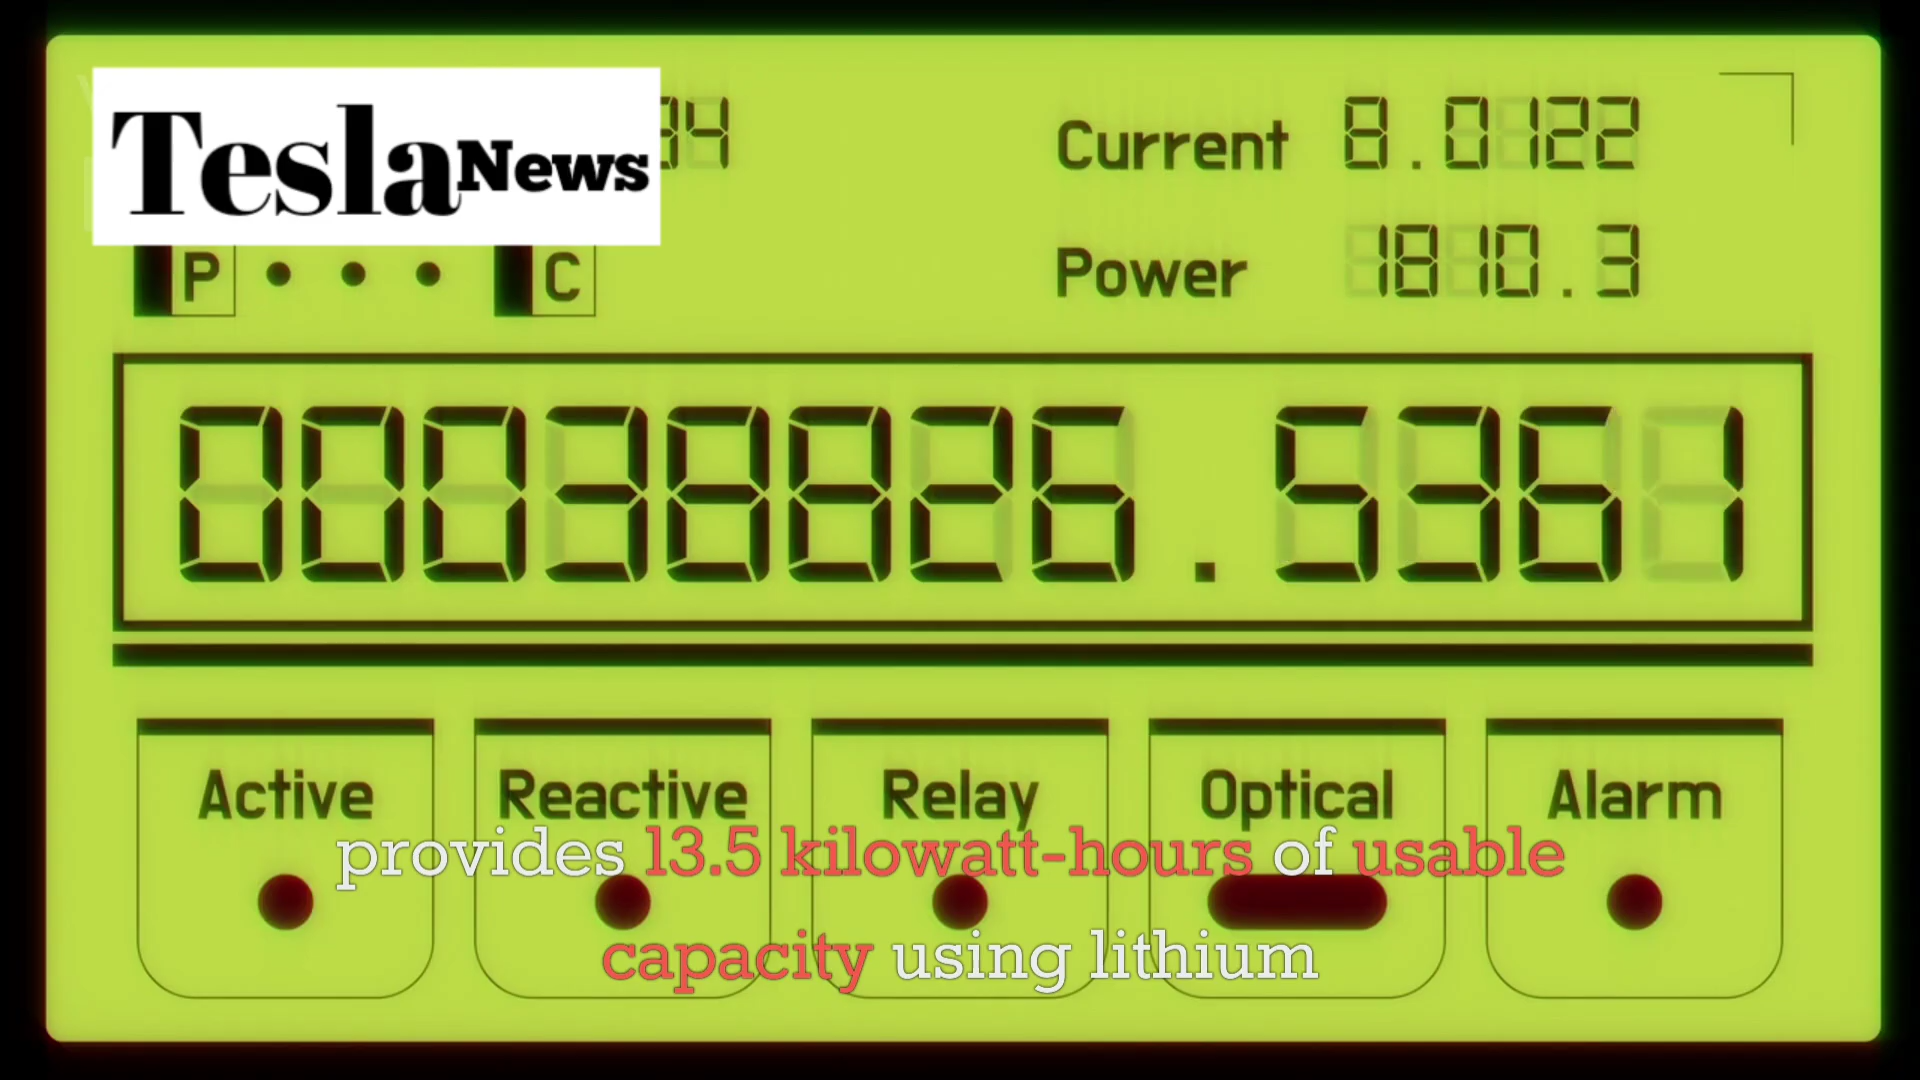 Tesla News
34
Current 8.0122
Power 1810.3
P C
00038826.5361
Active
Reactive
Relay
Optical
Alarm
provides 13.5 kilowatt-hours of usable
capacity using lithium